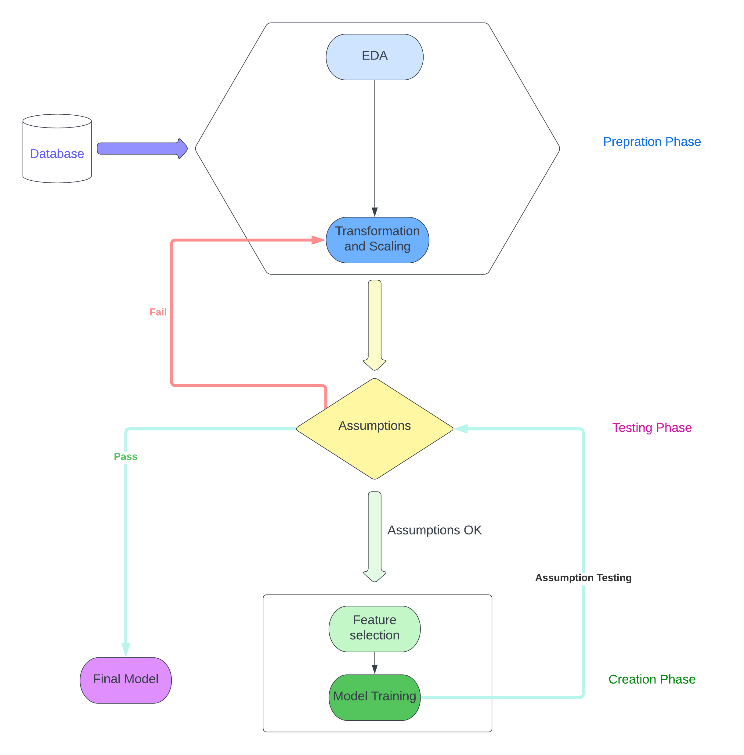 EDA
Prepration Phase
Database
Transformation
and Scaling
Fail
Assumptions
Testing Phase
Pass
Assumptions OK
Assumption Testing
Feature
selection
Final Model
Creation Phase
Model Training